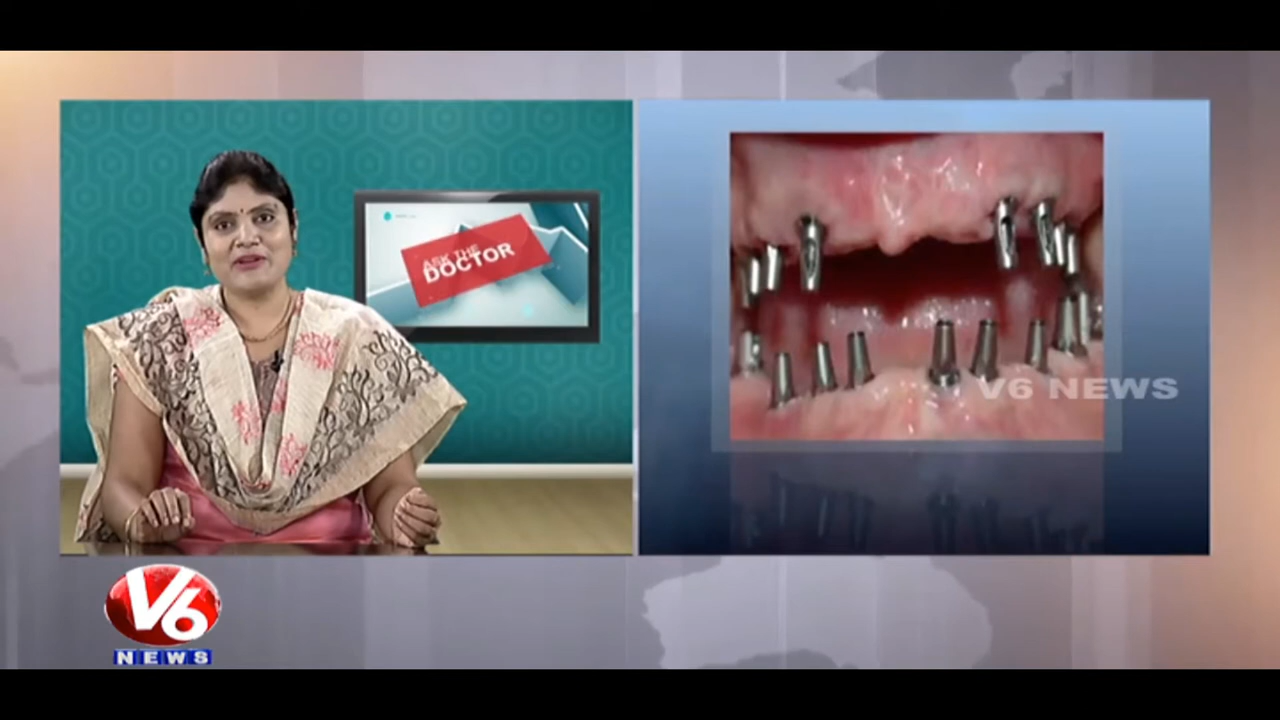 ASK THE
DOCTOR
V6 NEWS
V6
NEWS